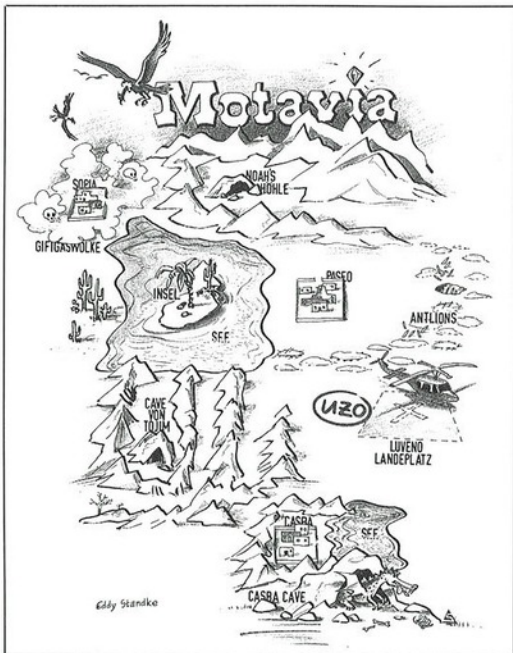 Motavia
NOAH'S
HÖHLE
SOPIA
GIFTGASWOLKE
PASEO
INSEL
ANTLIONS
SEE
CAVE
VON
TOJUM
UZO
LUVENO
LANDEPLATZ
CASBA
SEE
CASBA CAVE
Eddy Standke